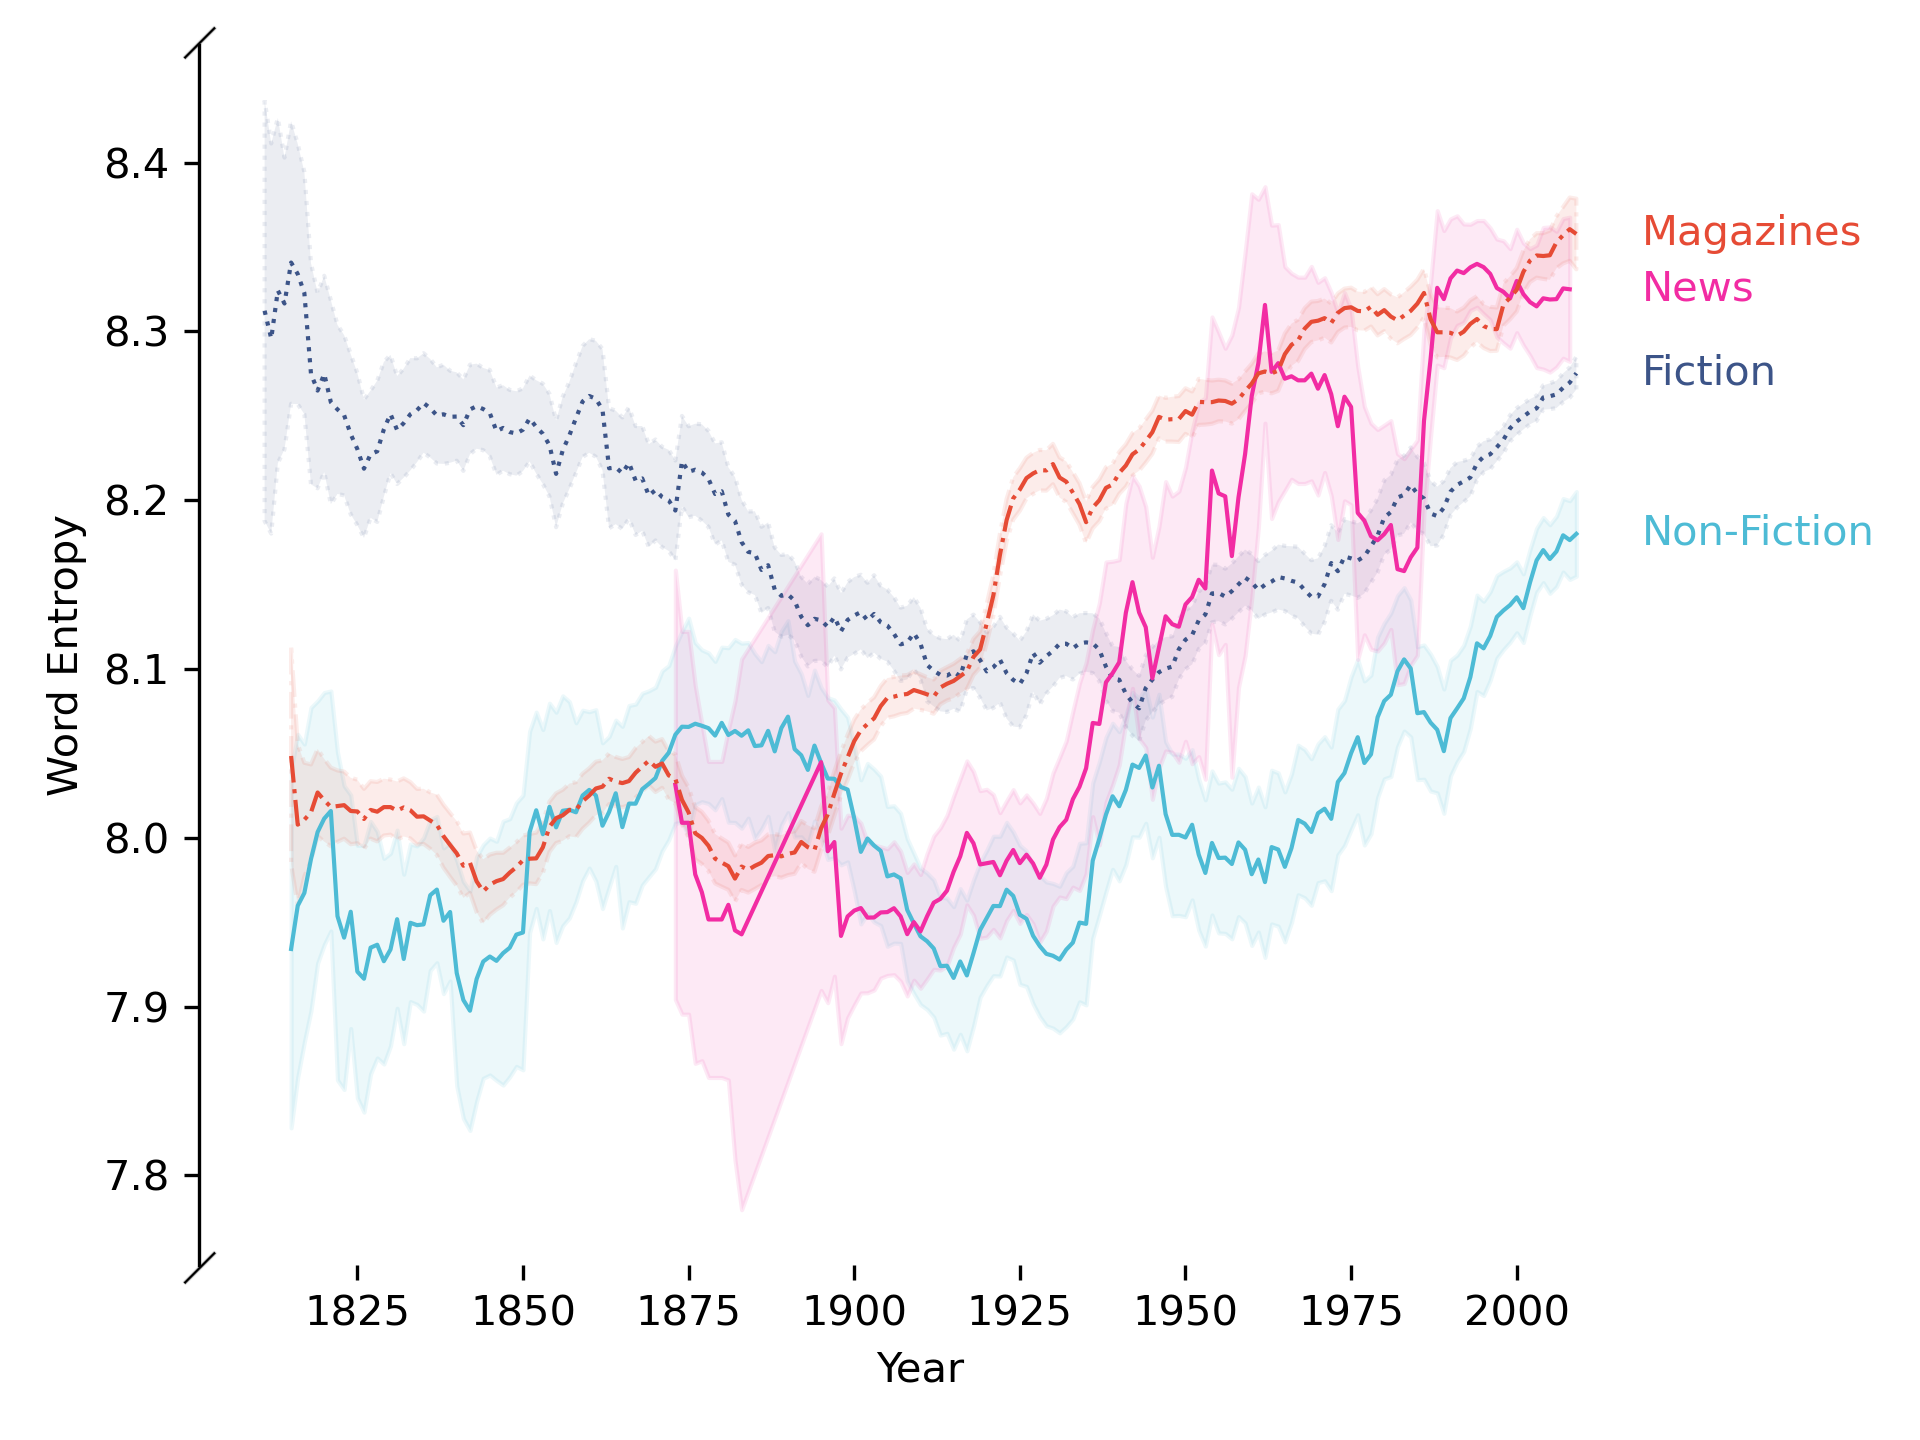 8.4
8.3
8.2
8.1
8.0
7.9
7.8
Word Entropy
1825 1850 1875 1900 1925 1950 1975 2000
Year
Magazines
News
Fiction
Non-Fiction